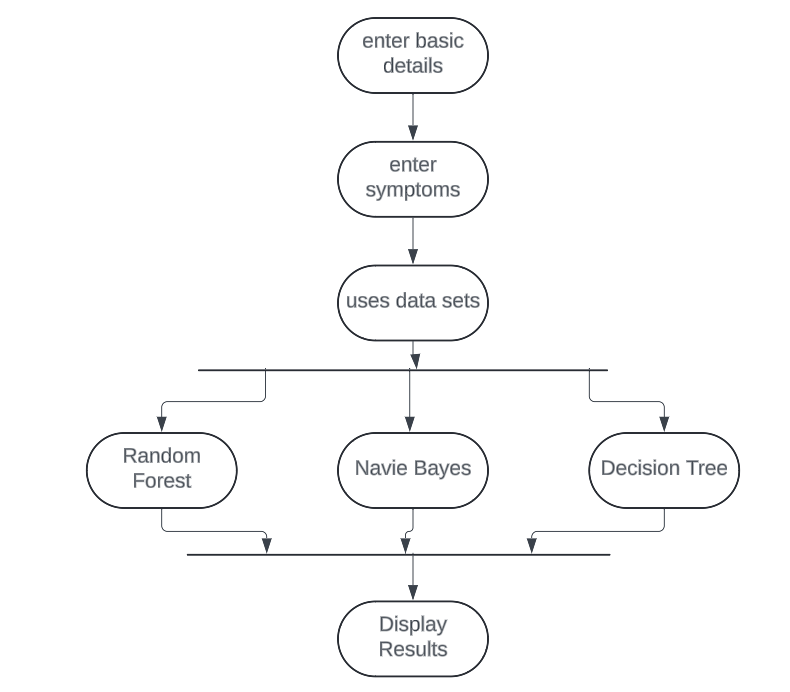 enter basic
details
enter
symptoms
uses data sets
Random
Forest
Navie Bayes
Decision Tree
Display
Results